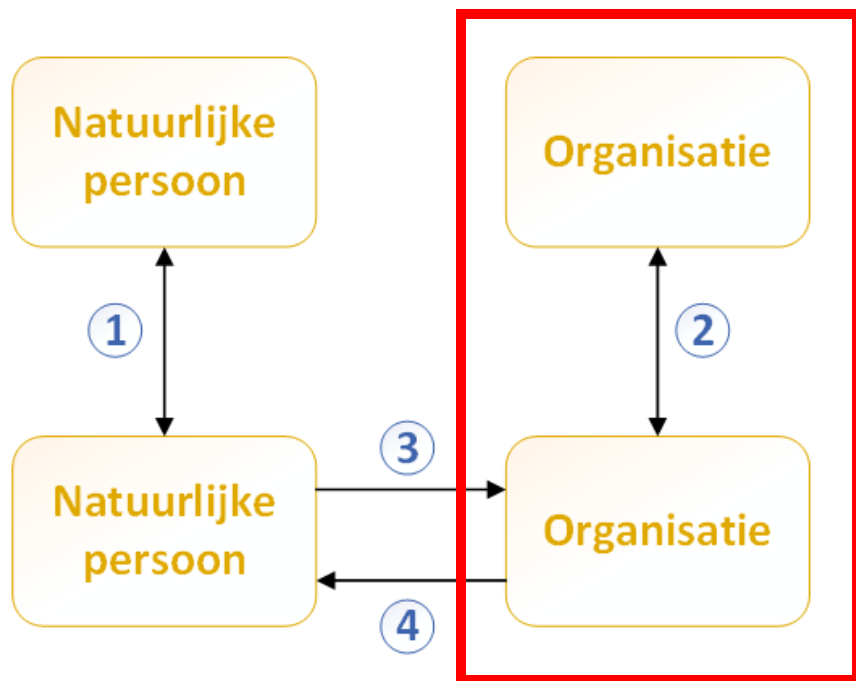 Natuurlijke
persoon
Organisatie
1
2
3
Natuurlijke
persoon
Organisatie
4